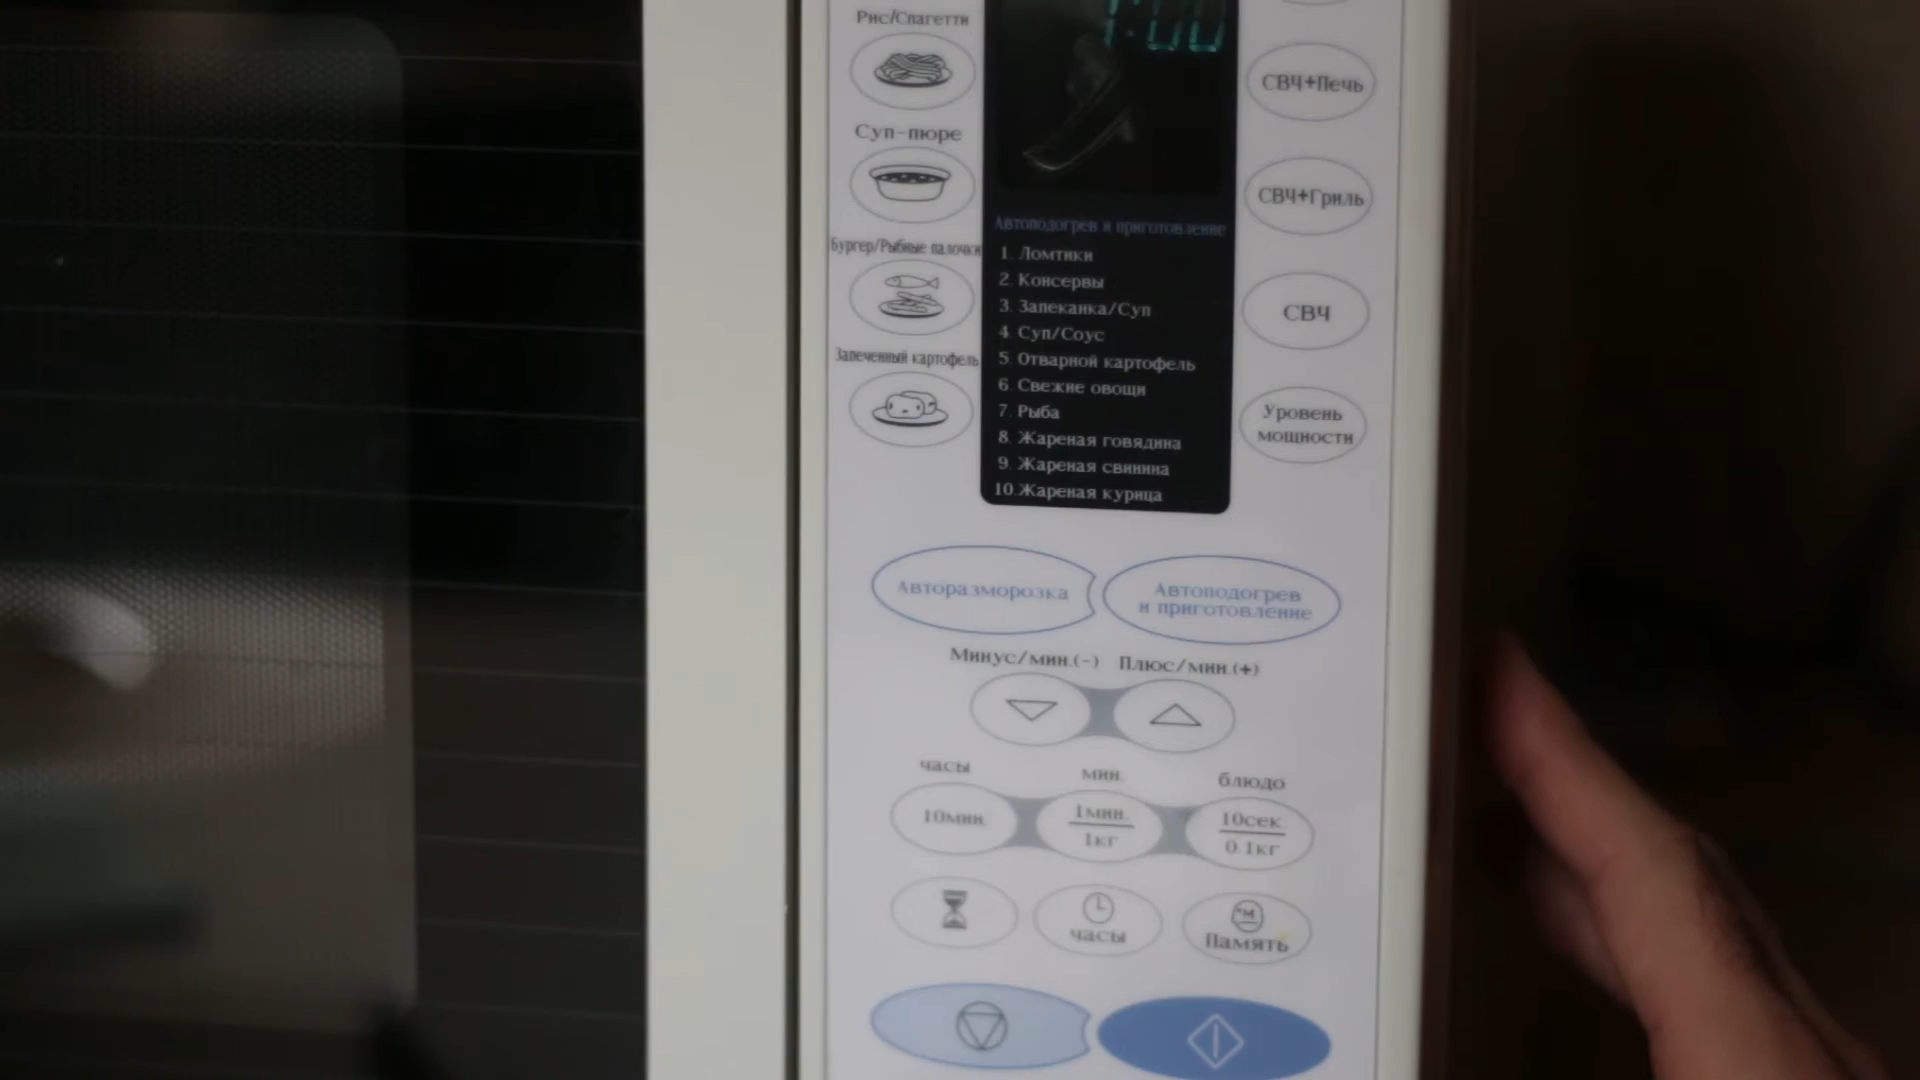 Рис/Спагетти
Суп-пюре
Бургер/Рыбные палочки
Запеченный картофель
:00
Автоподогрев и приготовление
1. Ломтики
2. Консервы
3. Запеканка/Суп
4. Суп/Соус
5. Отварной картофель
6. Свежие овощи
7. Рыба
8. Жареная говядина
9. Жареная свинина
10.Жареная курица
СВЧ+Печь
СВЧ+Гриль
СВЧ
Уровень
мощности
Авторазморозка
Автоподогрев
и приготовление
Минус/мин.(-) Плюс/мин.(+)
часы мин. блюдо
10мин.
1мин.
1кг
10сек
0.1кг
часы
M
Память